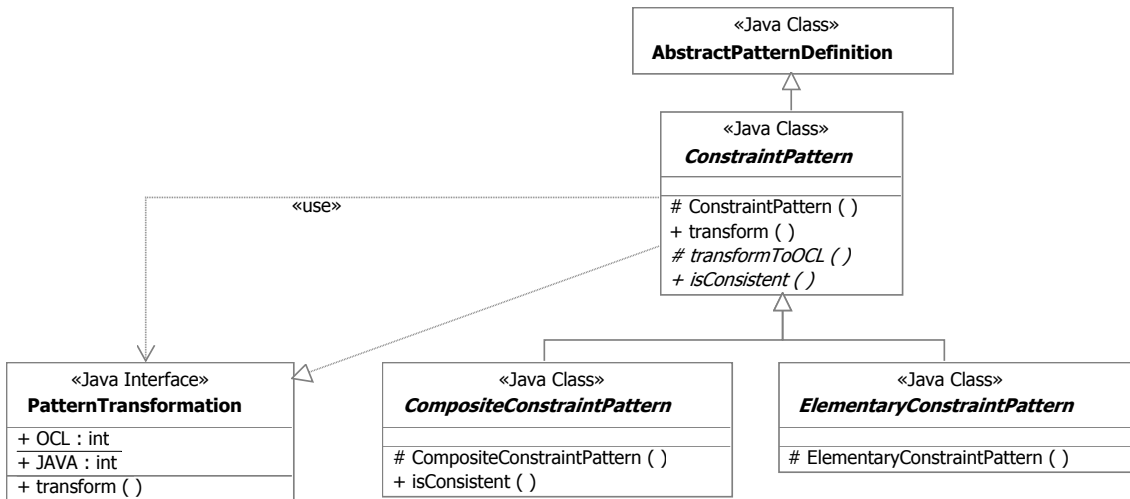 «Java Class»
AbstractPatternDefinition
«Java Class»
ConstraintPattern
# ConstraintPattern ( )
+ transform ( )
# transformToOCL ( )
+ isConsistent ( )
«use»
«Java Interface»
PatternTransformation
+ OCL : int
+ JAVA : int
+ transform ( )
«Java Class»
CompositeConstraintPattern
# CompositeConstraintPattern ( )
+ isConsistent ( )
«Java Class»
ElementaryConstraintPattern
# ElementaryConstraintPattern ( )